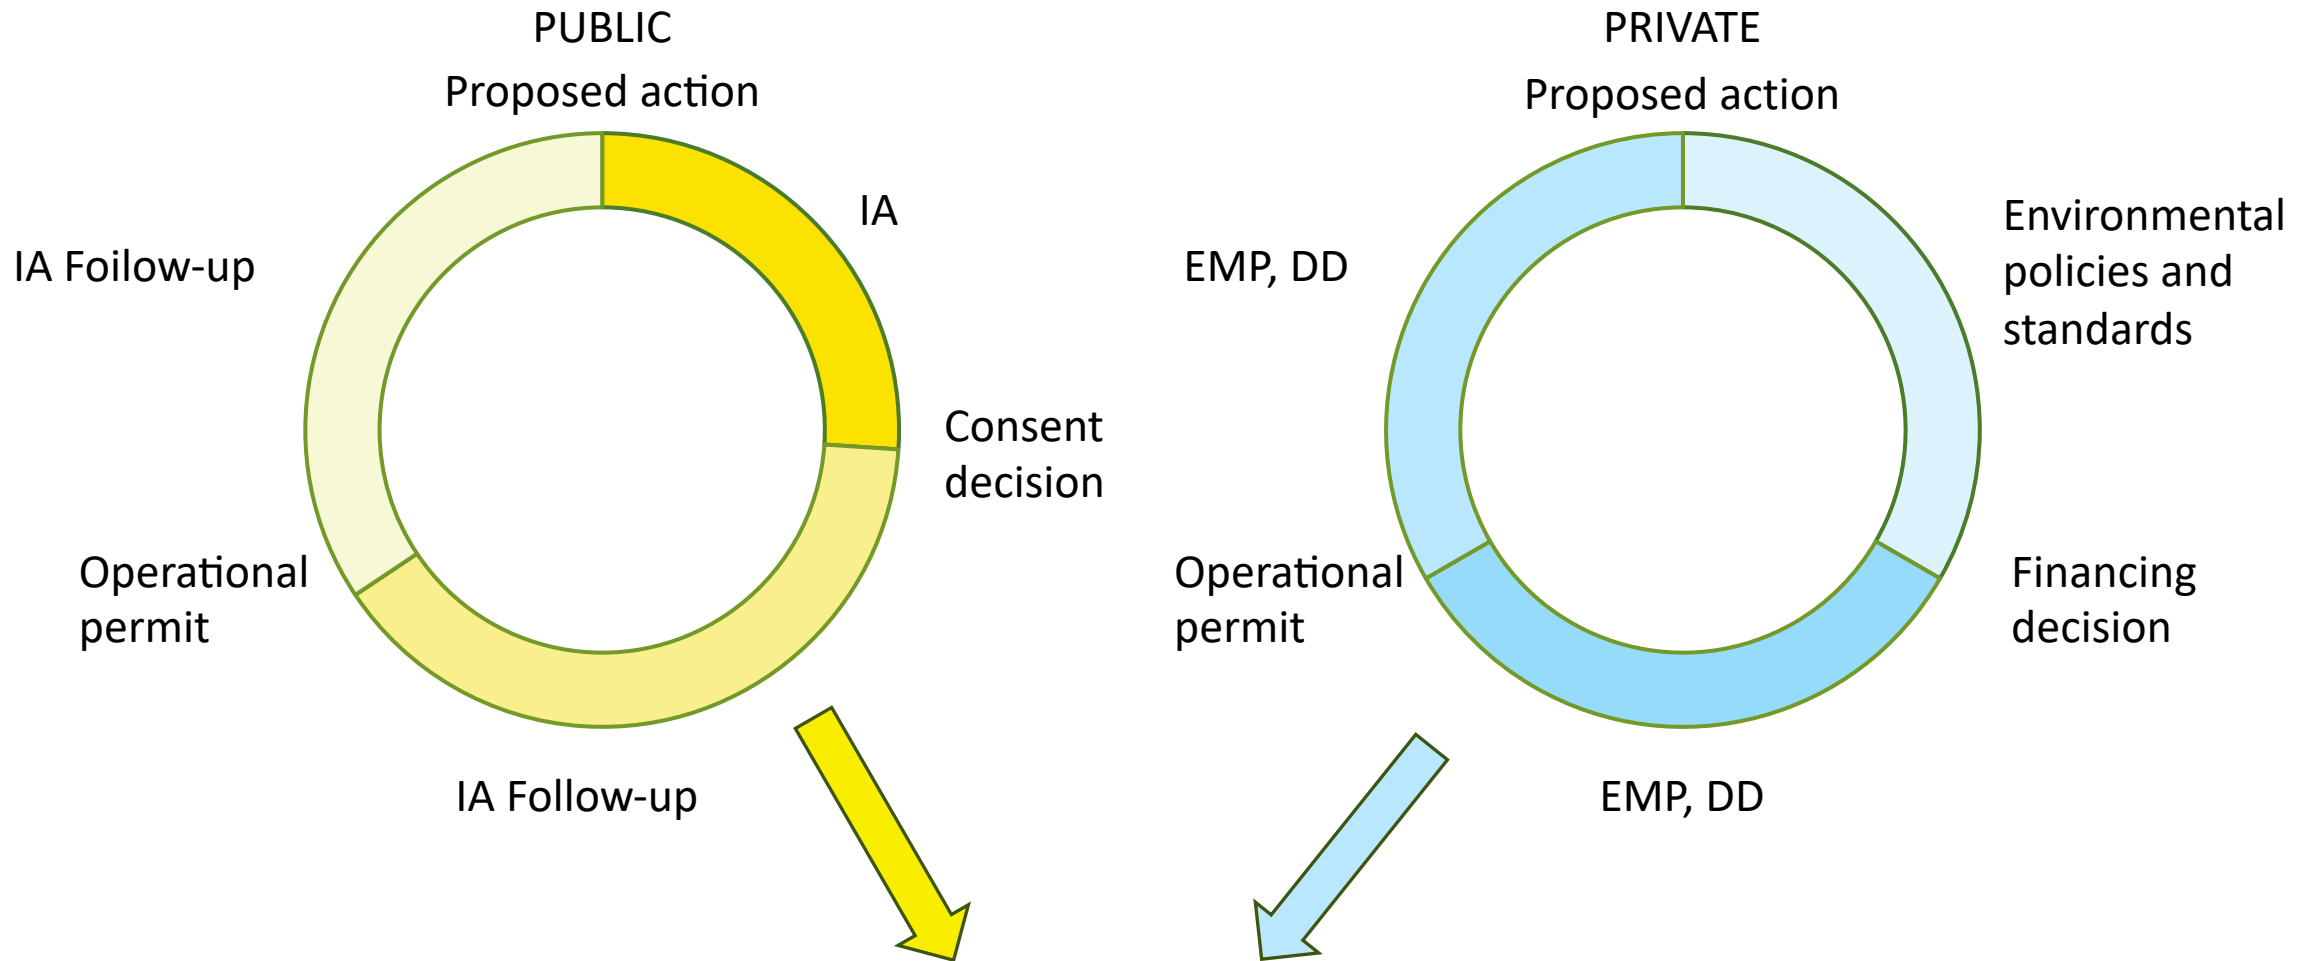 PUBLIC
Proposed action
IA
IA Foilow-up
Consent
decision
Operational
permit
IA Follow-up
PRIVATE
Proposed action
Environmental
policies and
standards
EMP, DD
Operational
permit
Financing
decision
EMP, DD